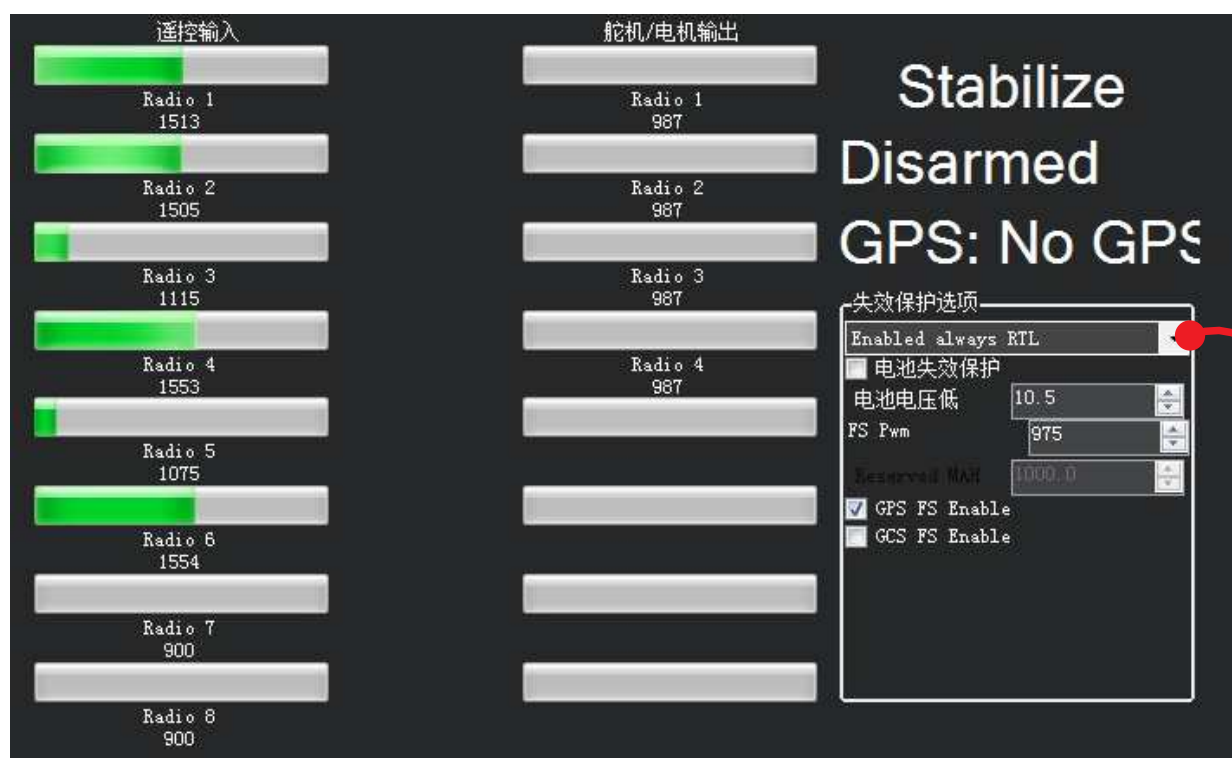 遥控输入
Radio 1
1513
Radio 2
1505
Radio 3
1115
Radio 4
1553
Radio 5
1075
Radio 6
1554
Radio 7
900
Radio 8
900
舵机/电机输出
Radio 1
987
Radio 2
987
Radio 3
987
Radio 4
987
Stabilize
Disarmed
GPS: No GPS
失效保护选项
Enabled always RTL
电池失效保护
电池电压低 10.5
FS Pwm 975
Reserved MAH 1000.0
GPS FS Enable
GCS FS Enable